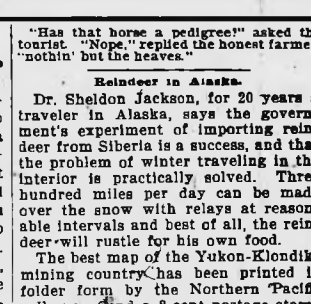 "Has that horse a pedigree?" asked th
tourist. "Nope," replied the honest farme
"nothin' but the heaves."
Reindeer in Alaska.
Dr. Sheldon Jackson, for 20 years
traveler in Alaska, says the govern
ment's experiment of importing rein
deer from Siberia is a success, and tha
the problem of winter traveling in th
interior is practically solved. Thre
hundred miles per day can be mad
over the snow with relays at reason
able intervals and best of all, the rein
deer will rustle for his own food.
The best map of the Yukon-Klondik
mining country has been printed i
folder form by the Northern Pacif